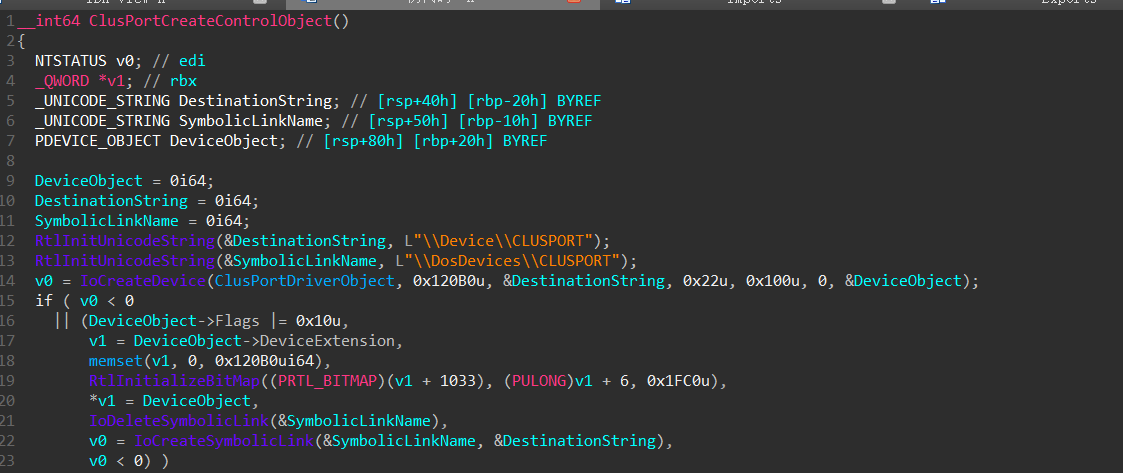 Imports
Exports
1 __int64 ClusPortCreateControlObject()
2 {
3 NTSTATUS v0; // edi
4 _QWORD *v1; // rbx
5 _UNICODE_STRING DestinationString; // [rsp+40h] [rbp-20h] BYREF
6 _UNICODE_STRING SymbolicLinkName; // [rsp+50h] [rbp-10h] BYREF
7 PDEVICE_OBJECT DeviceObject; // [rsp+80h] [rbp+20h] BYREF
8
9 DeviceObject = 0i64;
10 DestinationString = 0i64;
11 SymbolicLinkName = 0i64;
12 RtlInitUnicodeString(&DestinationString, L"\\Device\\CLUSPORT");
13 RtlInitUnicodeString(&SymbolicLinkName, L"\\DosDevices\\CLUSPORT");
14 v0 = IoCreateDevice(ClusPortDriverObject, 0x120B0u, &DestinationString, 0x22u, 0x100u, 0, &DeviceObject);
15 if ( v0 < 0
16 || (DeviceObject->Flags |= 0x10u,
17 v1 = DeviceObject->DeviceExtension,
18 memset(v1, 0, 0x120B0ui64),
19 RtlInitializeBitMap((PRTL_BITMAP)(v1 + 1033), (PULONG)v1 + 6, 0x1FC0u),
20 *v1 = DeviceObject,
21 IoDeleteSymbolicLink(&SymbolicLinkName),
22 v0 = IoCreateSymbolicLink(&SymbolicLinkName, &DestinationString),
23 v0 < 0) )